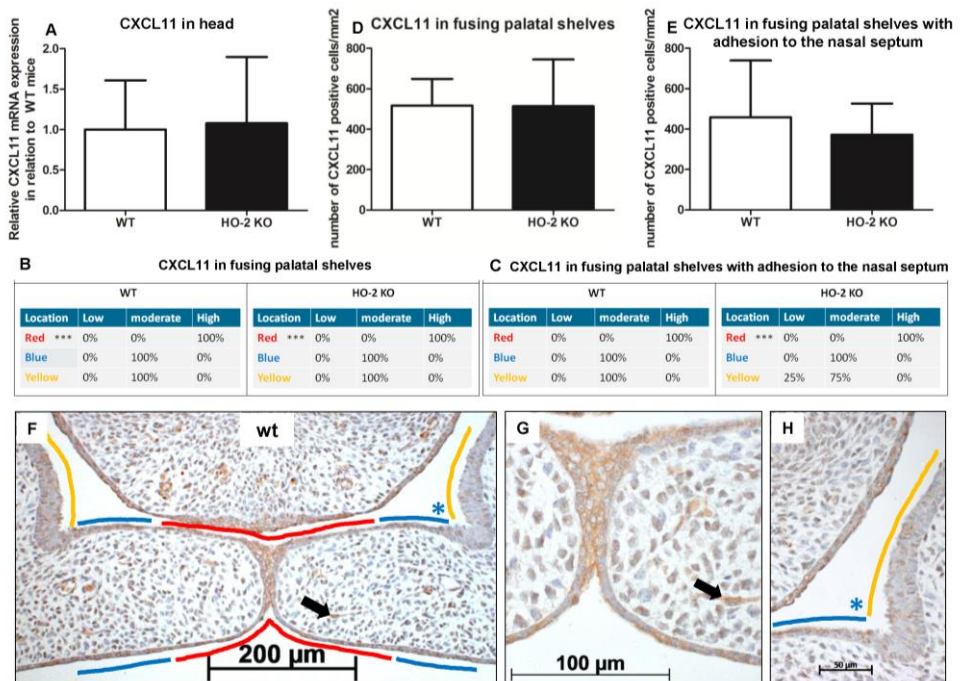 A
CXCL11 in head
Relative CXCL11 mRNA expression
in relation to WT mice
2.0
1.5
1.0
0.5
0.0
WT
HO-2 KO
D
CXCL11 in fusing palatal shelves
number of CXCL11 positive cells/mm2
800
600
400
200
0
WT
HO-2 KO
E
CXCL11 in fusing palatal shelves with
adhesion to the nasal septum
number of CXCL11 positive cells/mm2
800
600
400
200
0
WT
HO-2 KO
B
CXCL11 in fusing palatal shelves
WT
Location Low moderate High
Red *** 0% 0% 100%
Blue 0% 100% 0%
Yellow 0% 100% 0%
HO-2 KO
Location Low moderate High
Red *** 0% 0% 100%
Blue 0% 100% 0%
Yellow 0% 100% 0%
C
CXCL11 in fusing palatal shelves with adhesion to the nasal septum
WT
Location Low moderate High
Red 0% 0% 100%
Blue 0% 100% 0%
Yellow 0% 100% 0%
HO-2 KO
Location Low moderate High
Red *** 0% 0% 100%
Blue 0% 100% 0%
Yellow 25% 75% 0%
F
wt
*
200 µm
G
100 µm
H
*
50 µm